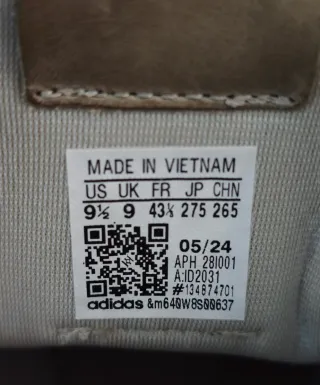 MADE IN VIETNAM
US UK FR JP CHN
9½ 9 43⅓ 275 265
05/24
APH 28I001
A:ID2031
#134874701
adidas &m640W8S00637